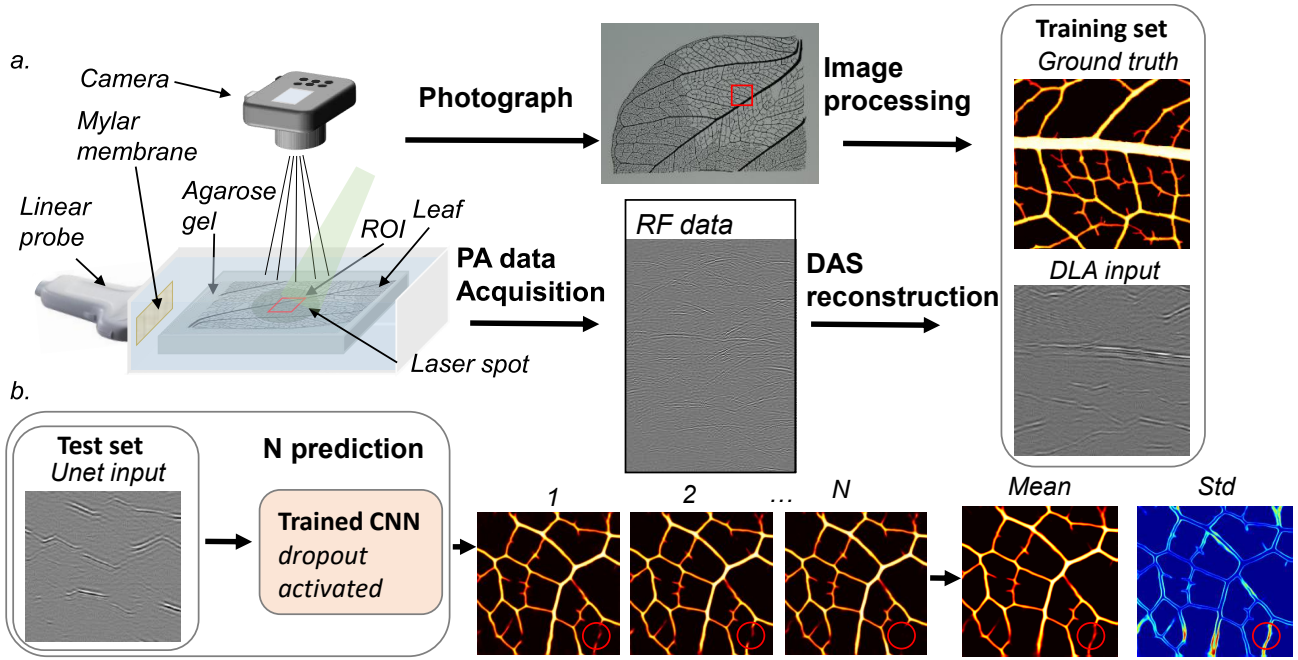 a.
Camera
Mylar
membrane
Linear
probe
Agarose
gel
ROI
Leaf
Laser spot
Photograph
Image
processing
PA data
Acquisition
RF data
DAS
reconstruction
Training set
Ground truth
DLA input
b.
Test set
Unet input
N prediction
Trained CNN
dropout
activated
1
2
...
N
Mean
Std